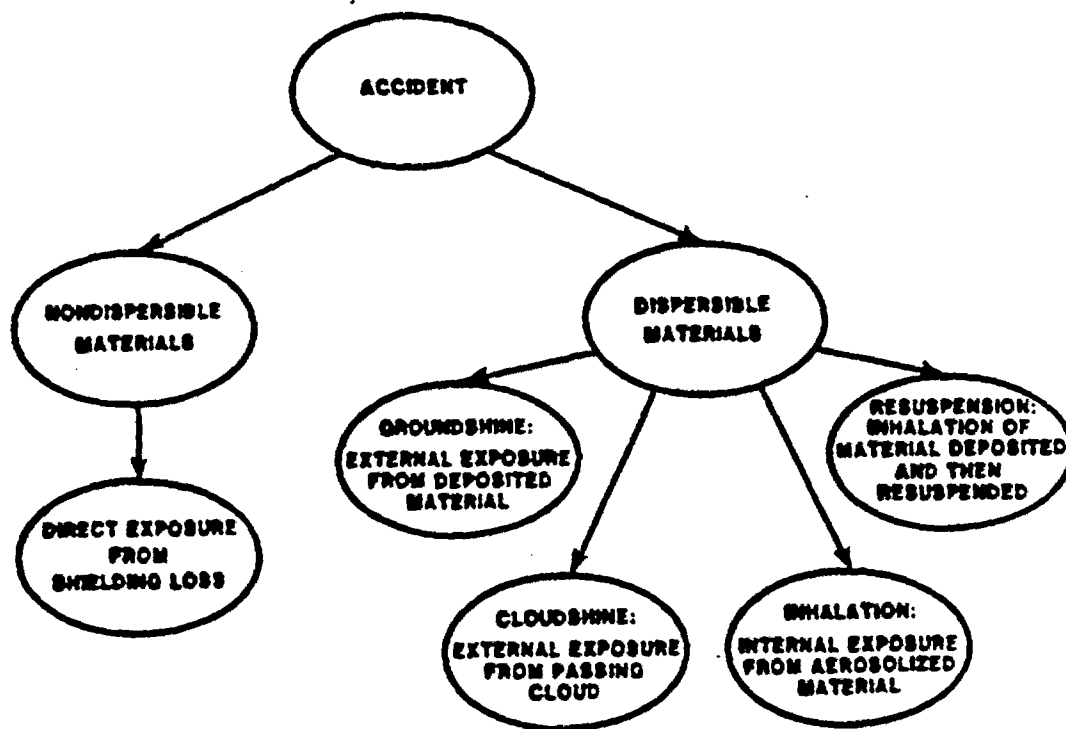 ACCIDENT
NONDISPERSIBLE
MATERIALS
DISPERSIBLE
MATERIALS
DIRECT EXPOSURE
FROM
SHIELDING LOSS
GROUNDSHINE:
EXTERNAL EXPOSURE
FROM DEPOSITED
MATERIAL
CLOUDSHINE:
EXTERNAL EXPOSURE
FROM PASSING
CLOUD
INHALATION:
INTERNAL EXPOSURE
FROM AEROSOLIZED
MATERIAL
RESUSPENSION:
INHALATION OF
MATERIAL DEPOSITED
AND THEN
RESUSPENDED